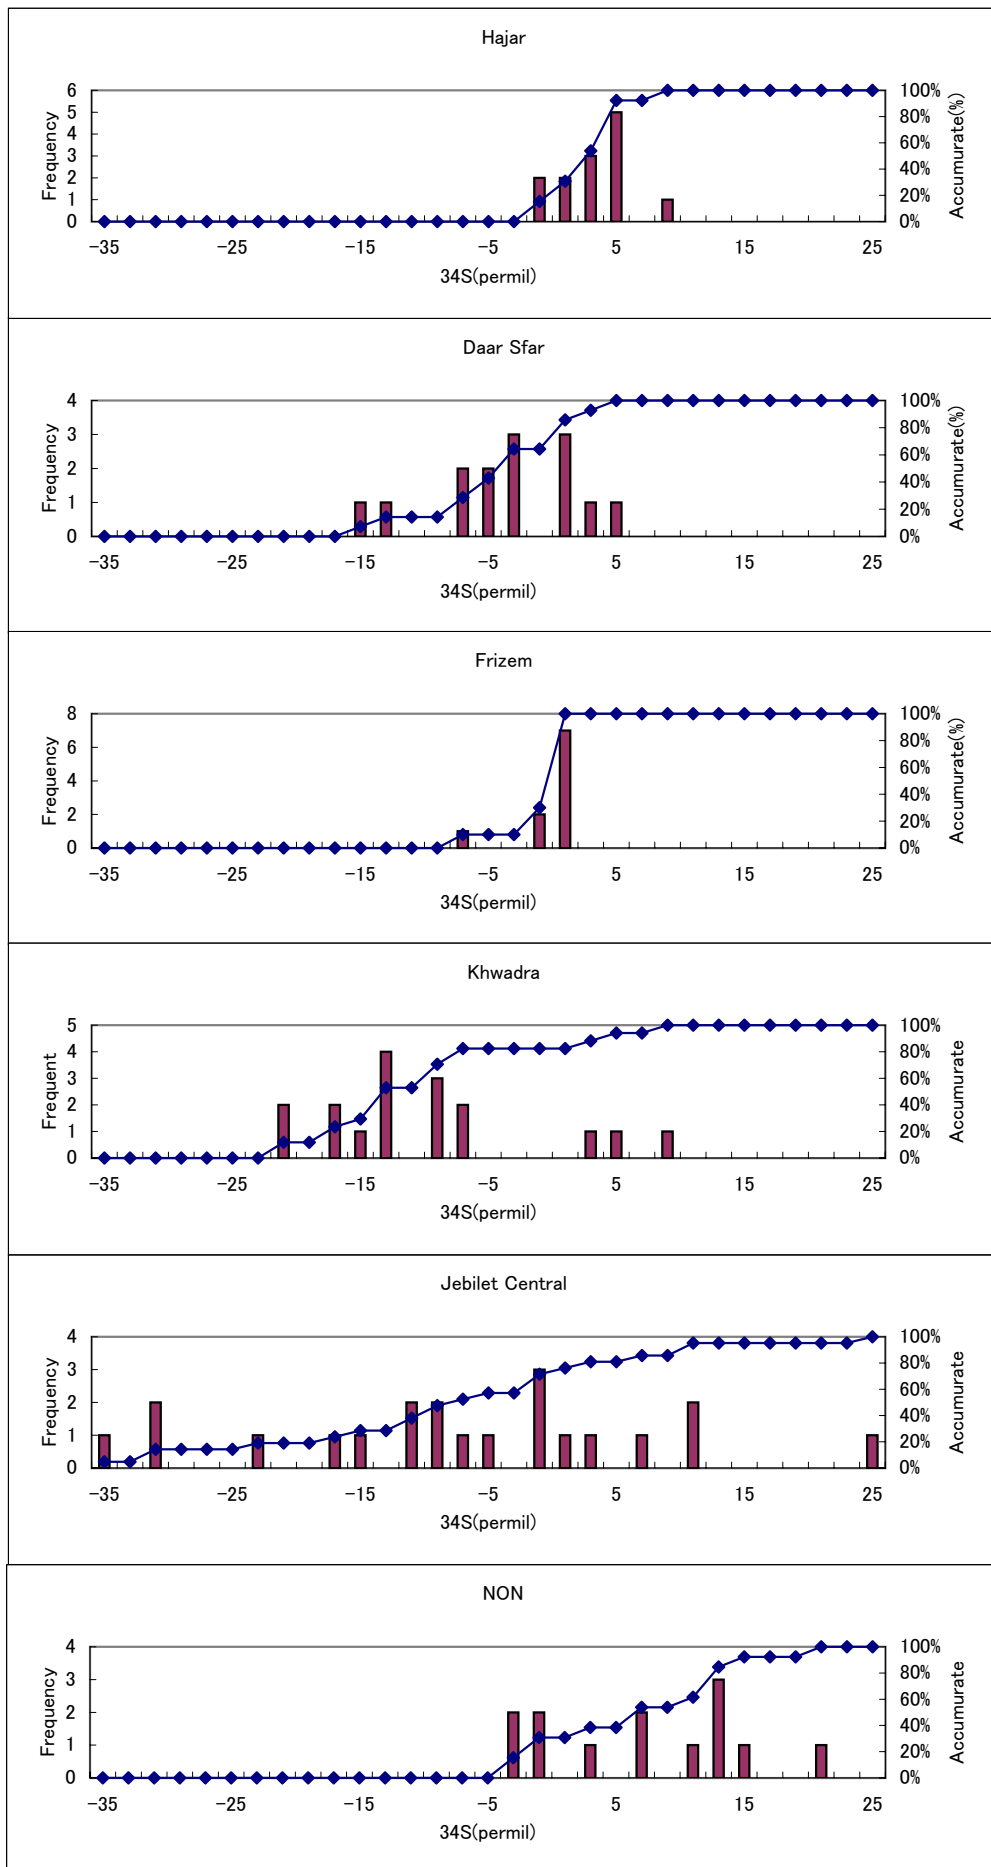 Hajar
6
5
4
3
2
1
0
100%
80%
60%
40%
20%
0%
Frequency
Accumurate(%)
-35 -25 -15 -5 5 15 25
34S(permil)
Daar Sfar
4
3
2
1
0
100%
80%
60%
40%
20%
0%
Frequency
Accumurate(%)
-35 -25 -15 -5 5 15 25
34S(permil)
Frizem
8
6
4
2
0
100%
80%
60%
40%
20%
0%
Frequency
Accumurate(%)
-35 -25 -15 -5 5 15 25
34S(permil)
Khwadra
5
4
3
2
1
0
100%
80%
60%
40%
20%
0%
Frequent
Accumurate
-35 -25 -15 -5 5 15 25
34S(permil)
Jebilet Central
4
3
2
1
0
100%
80%
60%
40%
20%
0%
Frequency
Accumurate
-35 -25 -15 -5 5 15 25
34S(permil)
NON
4
3
2
1
0
100%
80%
60%
40%
20%
0%
Frequency
Accumurate
-35 -25 -15 -5 5 15 25
34S(permil)